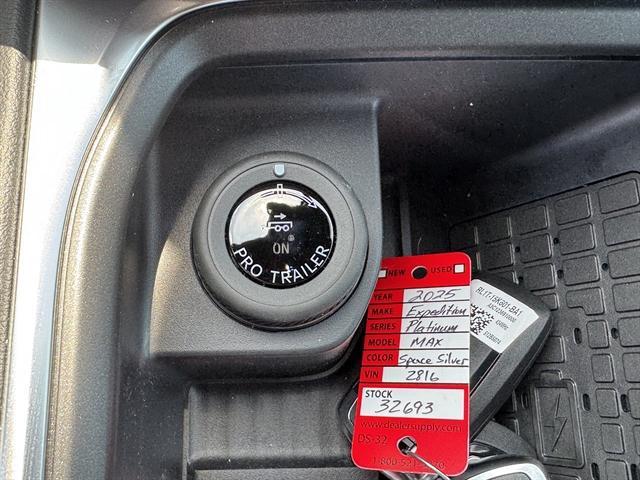 ON
PRO TRAILER
NEW USED
YEAR 2025
MAKE Expedition
SERIES Platinum
MODEL MAX
COLOR Space Silver
VIN 2816
STOCK
32693
www.dealersupply.com
DS-32